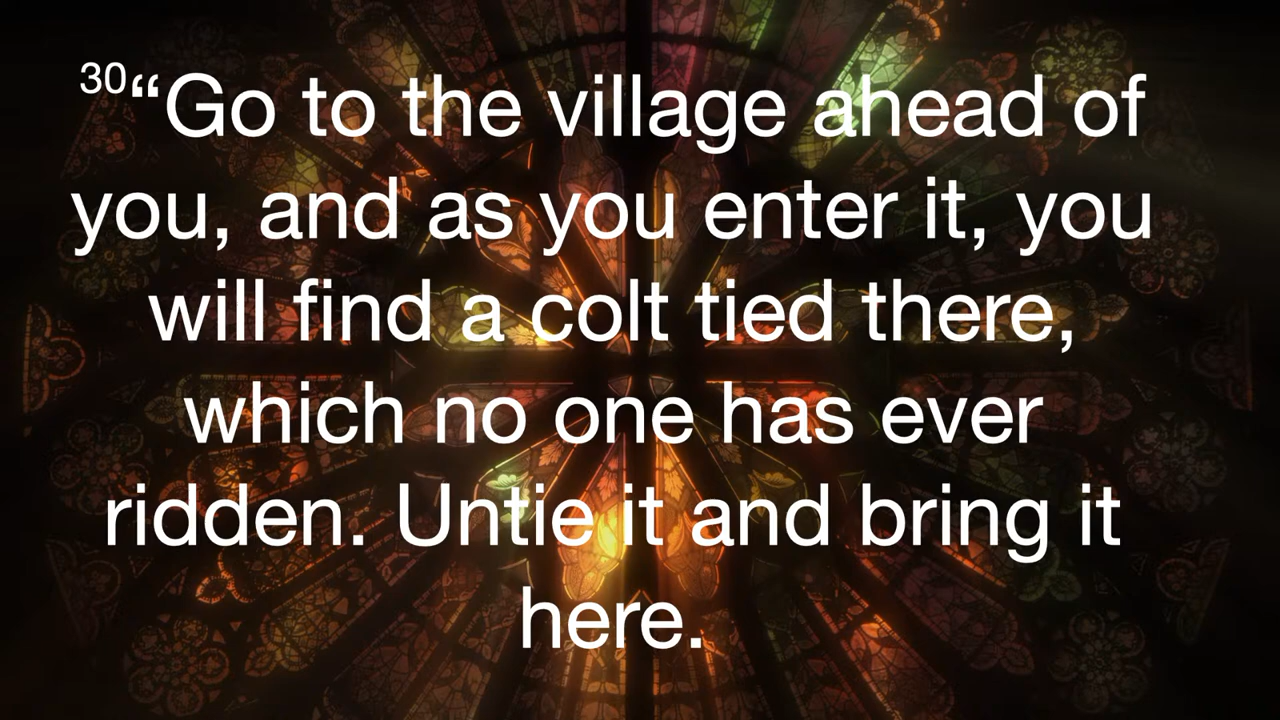 30“Go to the village ahead of
you, and as you enter it, you
will find a colt tied there,
which no one has ever
ridden. Untie it and bring it
here.